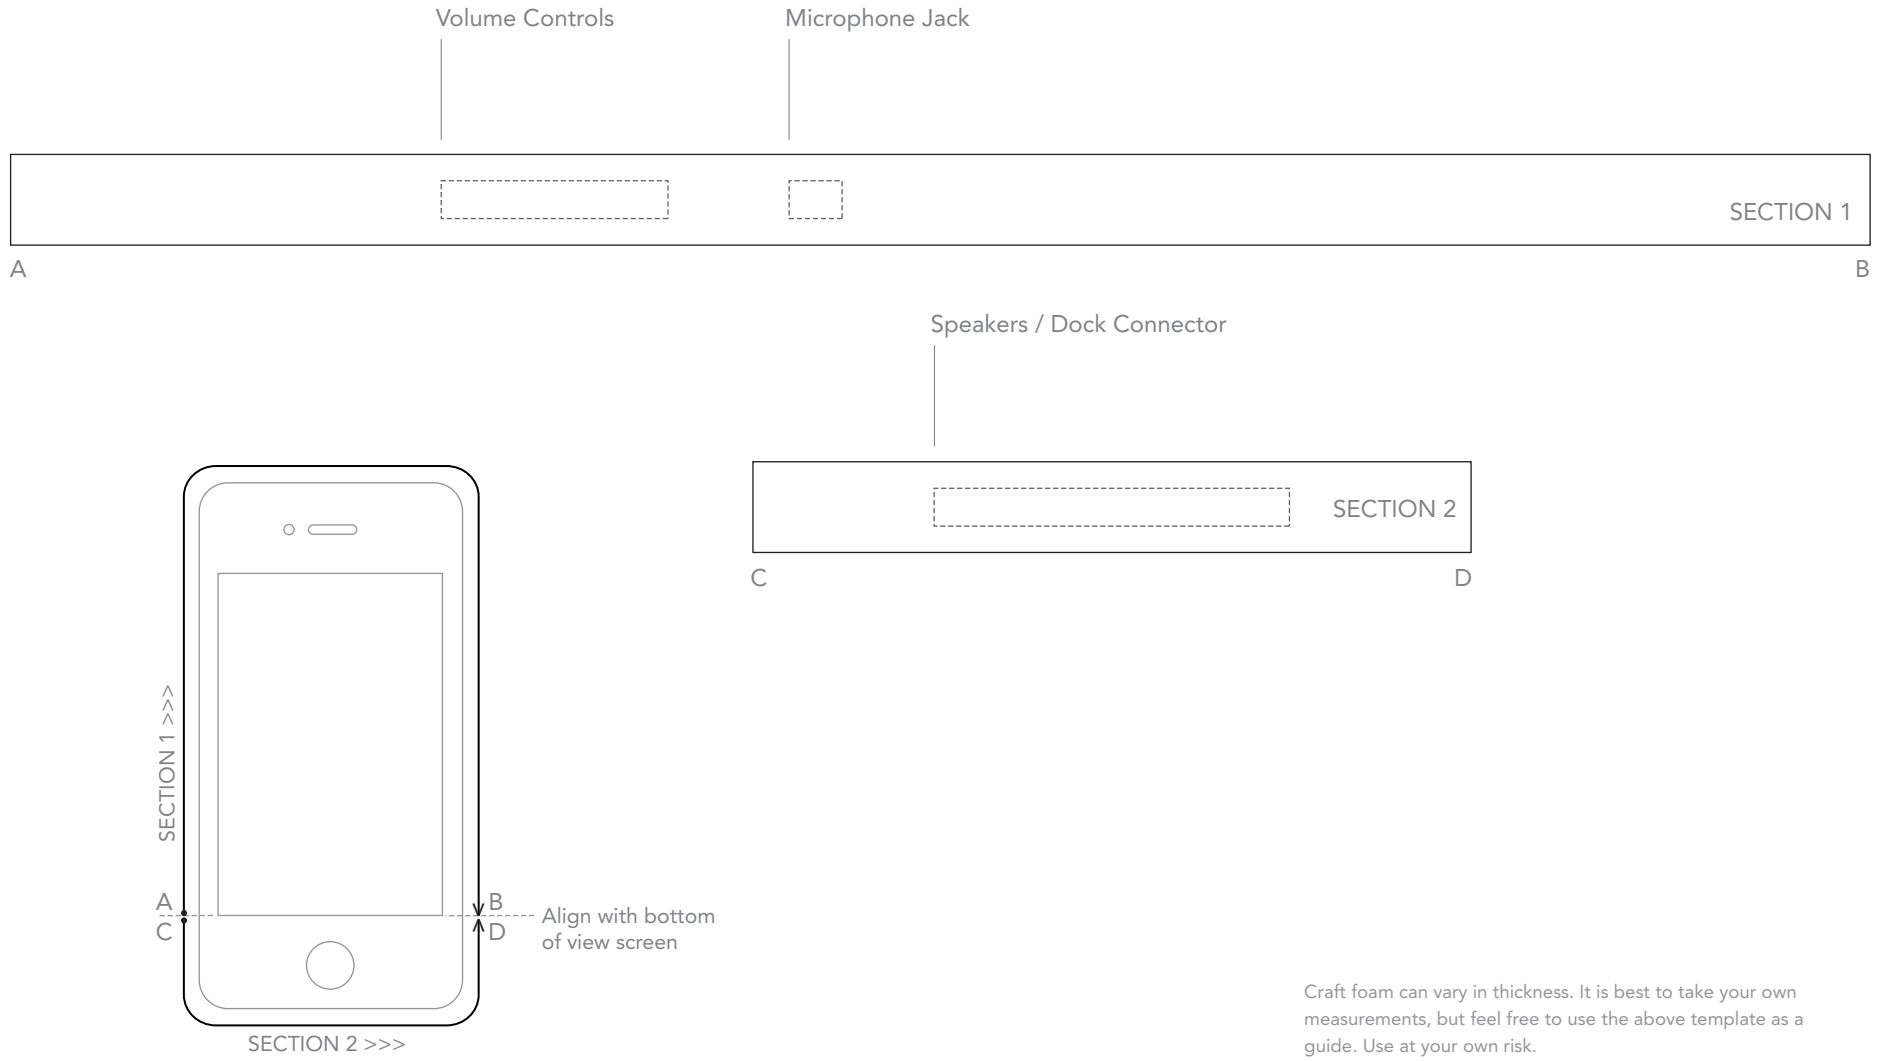 Volume Controls
Microphone Jack
SECTION 1
A
B
Speakers / Dock Connector
SECTION 2
C
D
SECTION 1 >>>
A
B
C
D
Align with bottom
of view screen
SECTION 2 >>>
Craft foam can vary in thickness. It is best to take your own
measurements, but feel free to use the above template as a
guide. Use at your own risk.